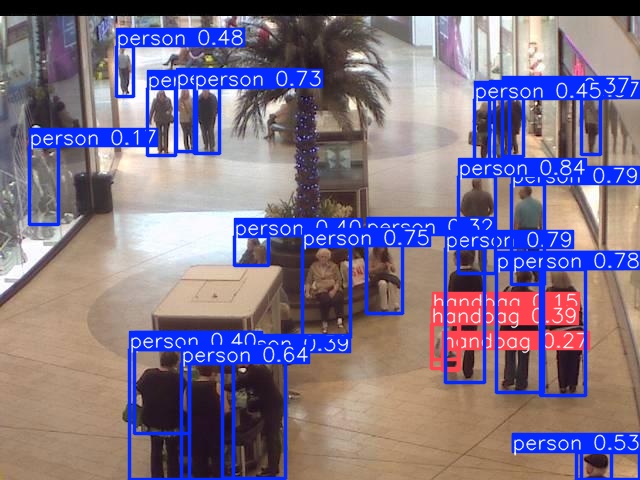 person 0.48
person 0.73
0.45
0.37
person 0.17
person 0.84
0.79
person 0.40
person 0.32
person 0.75
person 0.79
person 0.78
handbag 0.15
handbag 0.39
handbag 0.27
person 0.40
0.39
person 0.64
person 0.53